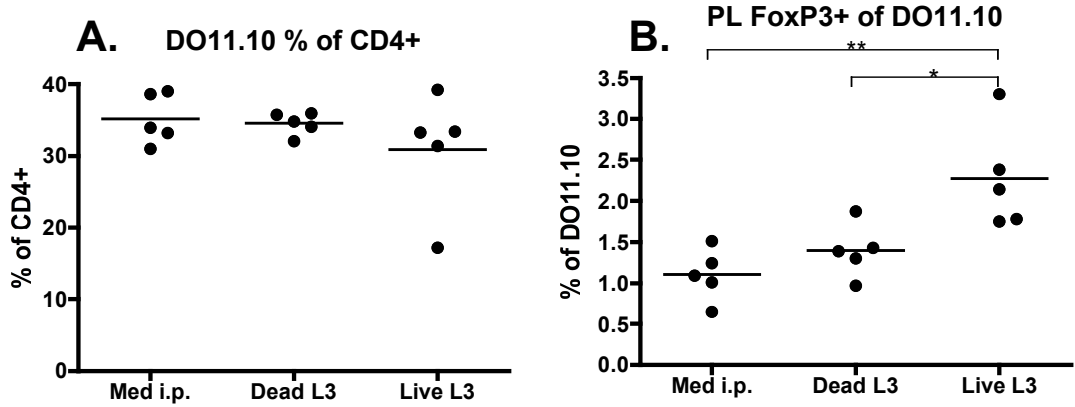 A.
DO11.10 % of CD4+
% of CD4+
40
30
20
10
0
Med i.p.
Dead L3
Live L3
B.
PL FoxP3+ of DO11.10
**
*
% of DO11.10
3.5
3.0
2.5
2.0
1.5
1.0
0.5
0.0
Med i.p.
Dead L3
Live L3